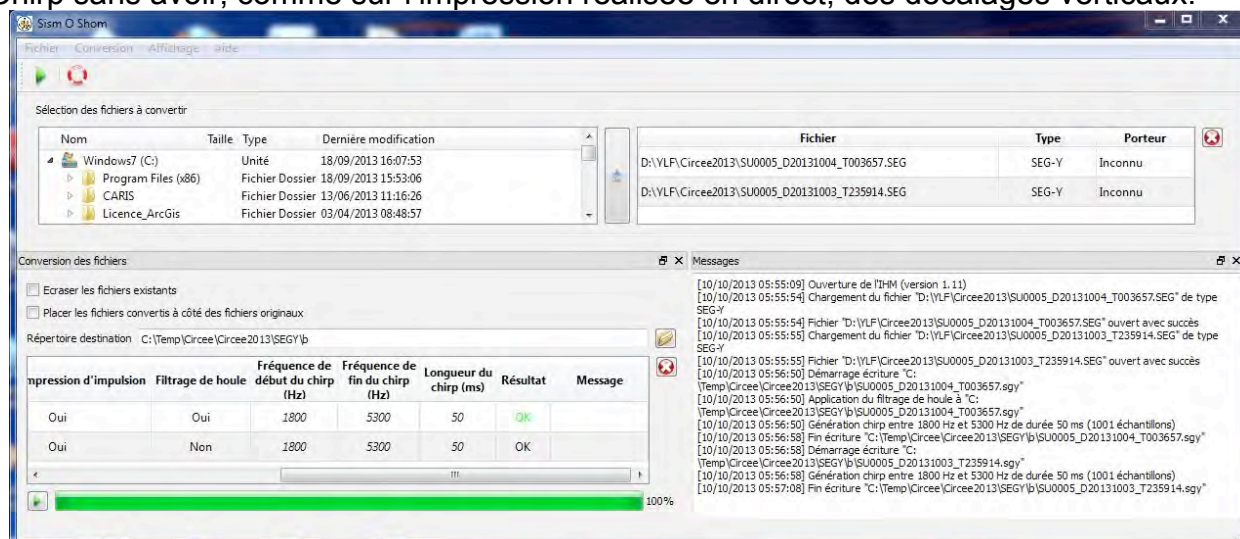 chirp sans avoir, comme sur l'impression réalisée en direct, des décalages verticaux.
Sism O Shom
Fichier Conversion Affichage aide
Sélection des fichiers à convertir
Nom Taille Type Dernière modification
Windows7 (C:) Unité 18/09/2013 16:07:53
Program Files (x86) Fichier Dossier 18/09/2013 15:53:06
CARIS Fichier Dossier 13/06/2013 11:16:26
Licence_ArcGis Fichier Dossier 03/04/2013 08:48:57
Fichier Type Porteur
D:\YLF\Circee2013\SU0005_D20131004_T003657.SEG SEG-Y Inconnu
D:\YLF\Circee2013\SU0005_D20131003_T235914.SEG SEG-Y Inconnu
Conversion des fichiers
Ecraser les fichiers existants
Placer les fichiers convertis à côté des fichiers originaux
Répertoire destination C:\Temp\Circee\Circee2013\SEGY\b
mpression d'impulsion Filtrage de houle Fréquence de début du chirp (Hz) Fréquence de fin du chirp (Hz) Longueur du chirp (ms) Résultat Message
Oui Oui 1800 5300 50 OK
Oui Non 1800 5300 50 OK
100%
Messages
[10/10/2013 05:55:09] Ouverture de l'IHM (version 1.11)
[10/10/2013 05:55:54] Chargement du fichier "D:\YLF\Circee2013\SU0005_D20131004_T003657.SEG" de type
SEG-Y
[10/10/2013 05:55:54] Fichier "D:\YLF\Circee2013\SU0005_D20131004_T003657.SEG" ouvert avec succès
[10/10/2013 05:55:55] Chargement du fichier "D:\YLF\Circee2013\SU0005_D20131003_T235914.SEG" de type
SEG-Y
[10/10/2013 05:55:55] Fichier "D:\YLF\Circee2013\SU0005_D20131003_T235914.SEG" ouvert avec succès
[10/10/2013 05:56:50] Démarrage écriture "C:
\Temp\Circee\Circee2013\SEGY\b\SU0005_D20131004_T003657.sgy"
[10/10/2013 05:56:50] Application du filtrage de houle à "C:
\Temp\Circee\Circee2013\SEGY\b\SU0005_D20131004_T003657.sgy"
[10/10/2013 05:56:50] Génération chirp entre 1800 Hz et 5300 Hz de durée 50 ms (1001 échantillons)
[10/10/2013 05:56:58] Fin écriture "C:\Temp\Circee\Circee2013\SEGY\b\SU0005_D20131004_T003657.sgy"
[10/10/2013 05:56:58] Démarrage écriture "C:
\Temp\Circee\Circee2013\SEGY\b\SU0005_D20131003_T235914.sgy"
[10/10/2013 05:56:58] Génération chirp entre 1800 Hz et 5300 Hz de durée 50 ms (1001 échantillons)
[10/10/2013 05:57:08] Fin écriture "C:\Temp\Circee\Circee2013\SEGY\b\SU0005_D20131003_T235914.sgy"